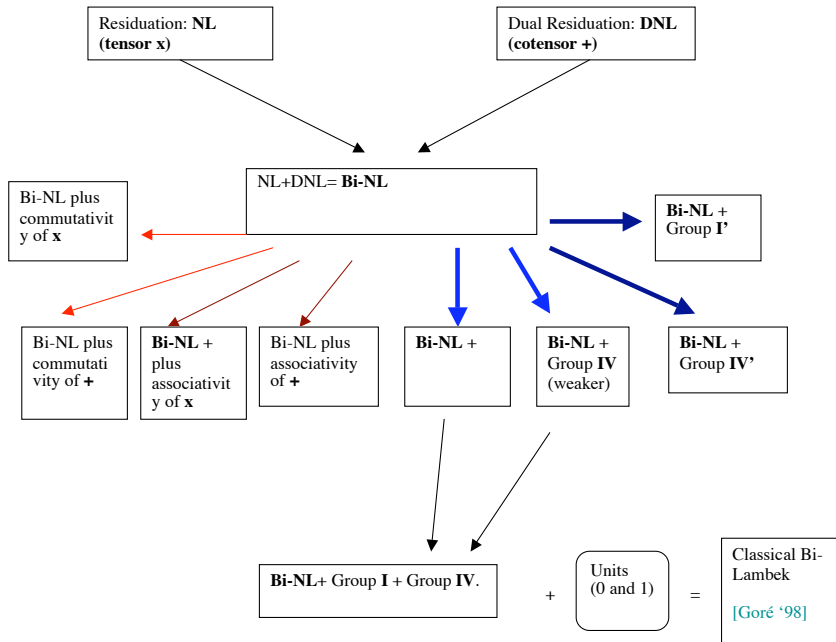 Residuation: NL
(tensor x)
Dual Residuation: DNL
(cotensor +)
NL+DNL= Bi-NL
Bi-NL plus
commutativit
y of x
Bi-NL +
Group I’
Bi-NL plus
commutati
vity of +
Bi-NL +
plus
associativit
y of x
Bi-NL plus
associativity
of +
Bi-NL +
Bi-NL +
Group IV
(weaker)
Bi-NL +
Group IV’
Bi-NL+ Group I + Group IV.
+
Units
(0 and 1)
=
Classical Bi-
Lambek
[Goré ‘98]